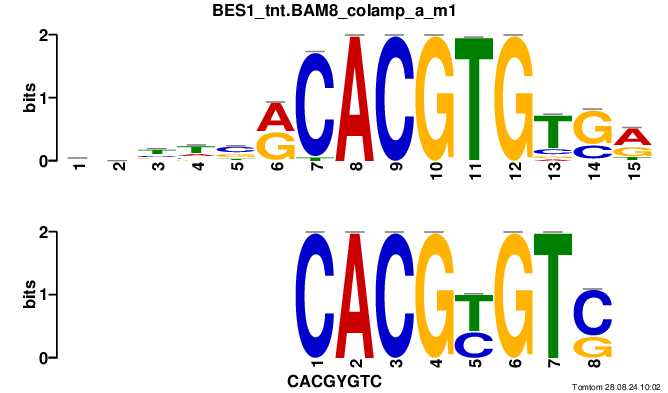 BES1_tnt.BAM8_colamp_a_m1
2
1
0
bits
A
G
C
A
C
G
T
G
T
G
C
A
1 2 3 4 5 6 7 8 9 10 11 12 13 14 15
2
1
0
bits
C A C G T G T C
C G
1 2 3 4 5 6 7 8
CACGYGTC
Tomtom 28.08.24 10:02